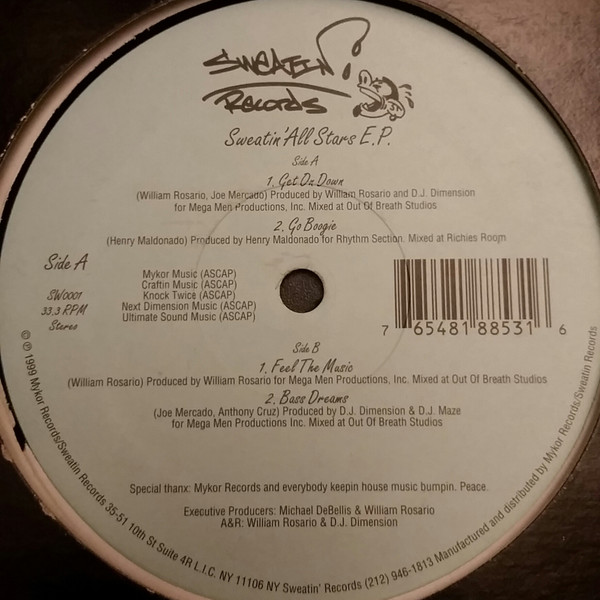 SWEATIN'
RECORDS
Sweatin' All Stars E.P.
Side A
1. Get Da Down
(William Rosario, Joe Mercado) Produced by William Rosario and D.J. Dimension
for Mega Men Productions, Inc. Mixed at Out Of Breath Studios
2. Go Boogie
(Henry Maldonado) Produced by Henry Maldonado for Rhythm Section. Mixed at Richies Room
Side A
SW0001
33.3 RPM
Stereo
Mykor Music (ASCAP)
Craftin Music (ASCAP)
Knock Twice (ASCAP)
Next Dimension Music (ASCAP)
Ultimate Sound Music (ASCAP)
7 65481 88531 6
Side B
1. Feel The Music
(William Rosario) Produced by William Rosario for Mega Men Productions, Inc. Mixed at Out Of Breath Studios
2. Bass Dreams
(Joe Mercado, Anthony Cruz) Produced by D.J. Dimension & D.J. Maze
for Mega Men Productions Inc. Mixed at Out Of Breath Studios
Special thanx: Mykor Records and everybody keepin house music bumpin. Peace.
Executive Producers: Michael DeBellis & William Rosario
A&R: William Rosario & D.J. Dimension
© ℗ 1999 Mykor Records/Sweatin Records 35-51 10th St Suite 4R L.I.C. NY 11106 NY Sweatin' Records (212) 946-1813 Manufactured and distributed by Mykor Records/Sweatin Records